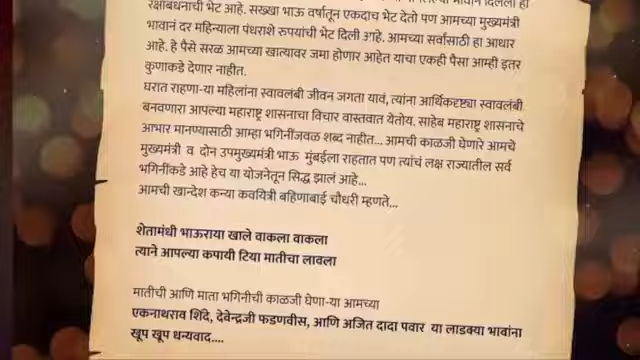 रक्षाबंधनाची भेट आहे. सख्खा भाऊ वर्षातून एकदाच भेट देतो पण आमच्या मुख्यमंत्री
भावानं दर महिन्याला पंधराशे रुपयांची भेट दिली आहे. आमच्या सर्वांसाठी हा आधार
आहे. हे पैसे सरळ आमच्या खात्यावर जमा होणार आहेत याचा एकही पैसा आम्ही इतर
कुणाकडे देणार नाहीत.
घरात राहणा-या महिलांना स्वावलंबी जीवन जगता यावं, त्यांना आर्थिकदृष्ट्या स्वावलंबी
बनवणारा आपल्या महाराष्ट्र शासनाचा विचार वास्तवात येतोय. साहेब महाराष्ट्र शासनाचे
आभार मानण्यासाठी आम्हा भगिनींजवळ शब्द नाहीत... आमची काळजी घेणारे आमचे
मुख्यमंत्री व दोन उपमुख्यमंत्री भाऊ मुंबईला राहतात पण त्यांचं लक्ष राज्यातील सर्व
भगिनींकडे आहे हेच या योजनेतून सिद्ध झालं आहे...
आमची खान्देश कन्या कवयित्री बहिणाबाई चौधरी म्हणते...
शेतामंधी भाऊराया खाले वाकला वाकला
त्याने आपल्या कपायी टिया मातीचा लावला
मातीची आणि माता भगिनीची काळजी घेणा-या आमच्या
एकनाथराव शिंदे, देवेन्द्रजी फडणवीस, आणि अजित दादा पवार या लाडक्या भावांना
खूप खूप धन्यवाद....